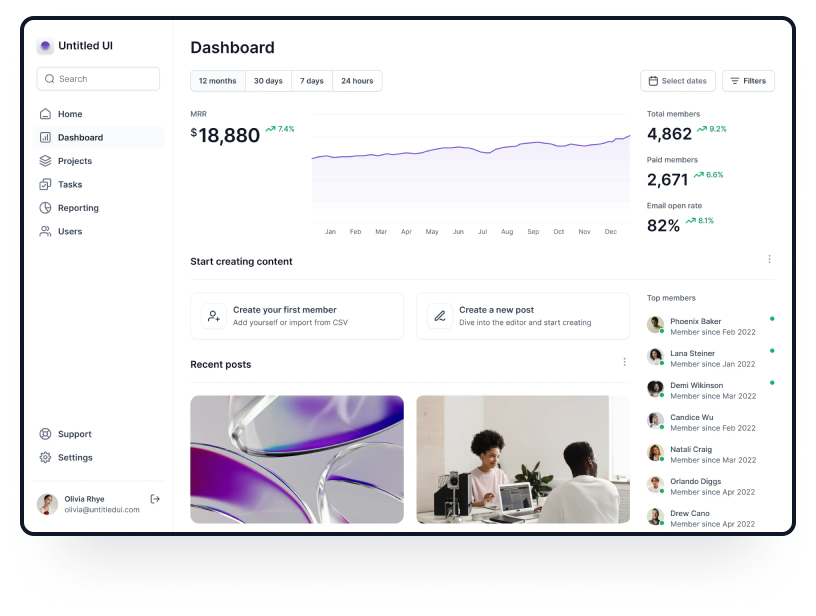 Untitled UI
Search
Home
Dashboard
Projects
Tasks
Reporting
Users
Support
Settings
Olivia Rhye
olivia@untitledui.com
Dashboard
12 months 30 days 7 days 24 hours
Select dates Filters
MRR
$18,880 7.4%
Jan Feb Mar Apr May Jun Jul Aug Sep Oct Nov Dec
Total members
4,862 9.2%
Paid members
2,671 6.6%
Email open rate
82% 8.1%
Start creating content
Create your first member
Add yourself or import from CSV
Create a new post
Dive into the editor and start creating
Recent posts
Top members
Phoenix Baker
Member since Feb 2022
Lana Steiner
Member since Jan 2022
Demi Wikinson
Member since Mar 2022
Candice Wu
Member since Feb 2022
Natali Craig
Member since Mar 2022
Orlando Diggs
Member since Apr 2022
Drew Cano
Member since Apr 2022